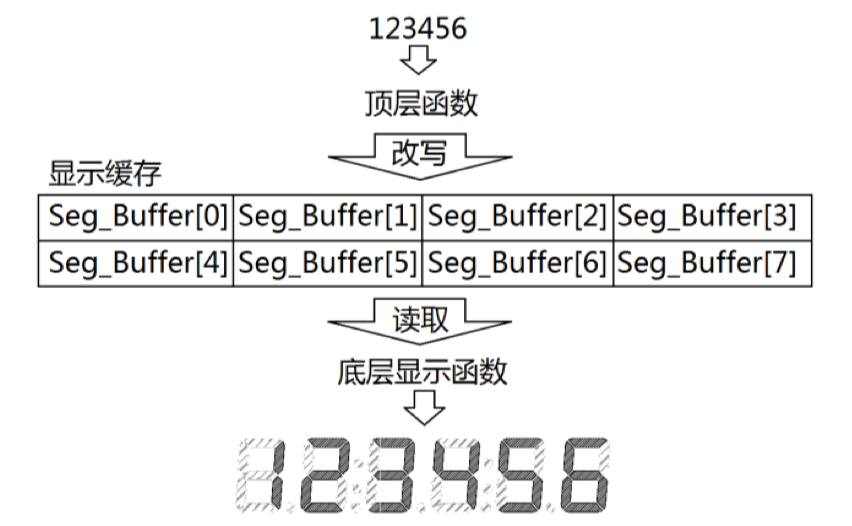 123456
顶层函数
改写
显示缓存
Seg_Buffer[0] Seg_Buffer[1] Seg_Buffer[2] Seg_Buffer[3]
Seg_Buffer[4] Seg_Buffer[5] Seg_Buffer[6] Seg_Buffer[7]
读取
底层显示函数
123456